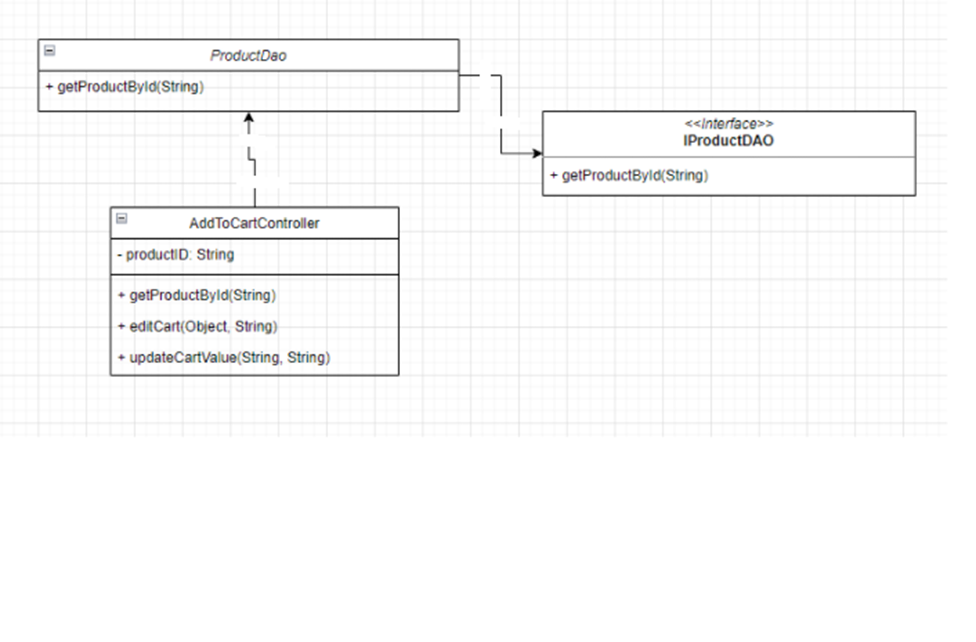 ProductDao
+ getProductById(String)
<<Interface>>
IProductDAO
+ getProductById(String)
AddToCartController
- productID: String
+ getProductById(String)
+ editCart(Object, String)
+ updateCartValue(String, String)